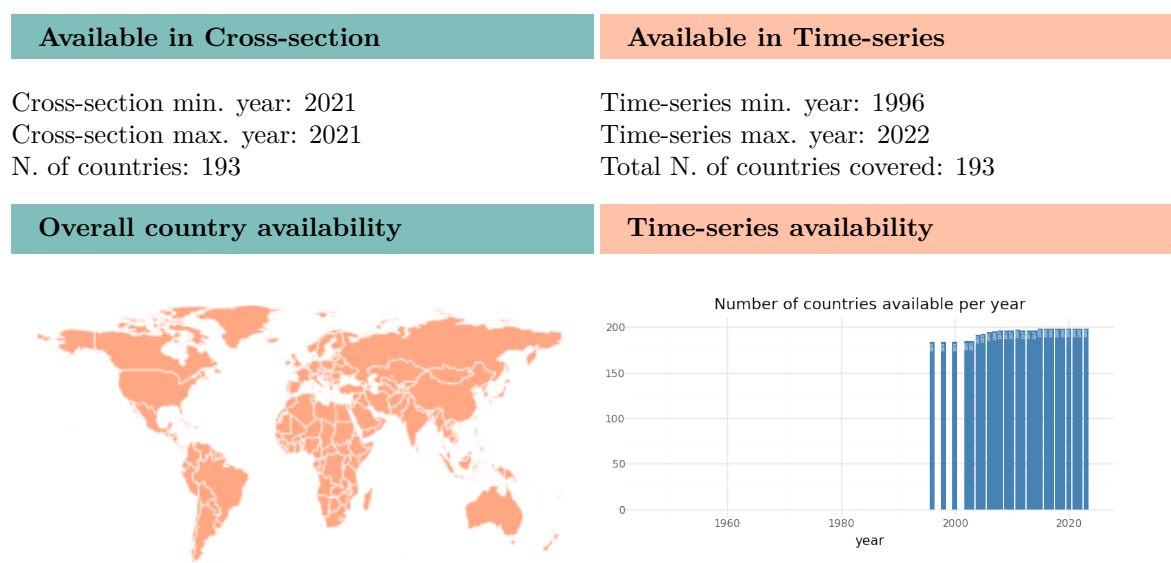 Available in Cross-section
Cross-section min. year: 2021
Cross-section max. year: 2021
N. of countries: 193
Available in Time-series
Time-series min. year: 1996
Time-series max. year: 2022
Total N. of countries covered: 193
Overall country availability
Time-series availability
Number of countries available per year
200
150
100
50
0
1960 1980 2000 2020
year